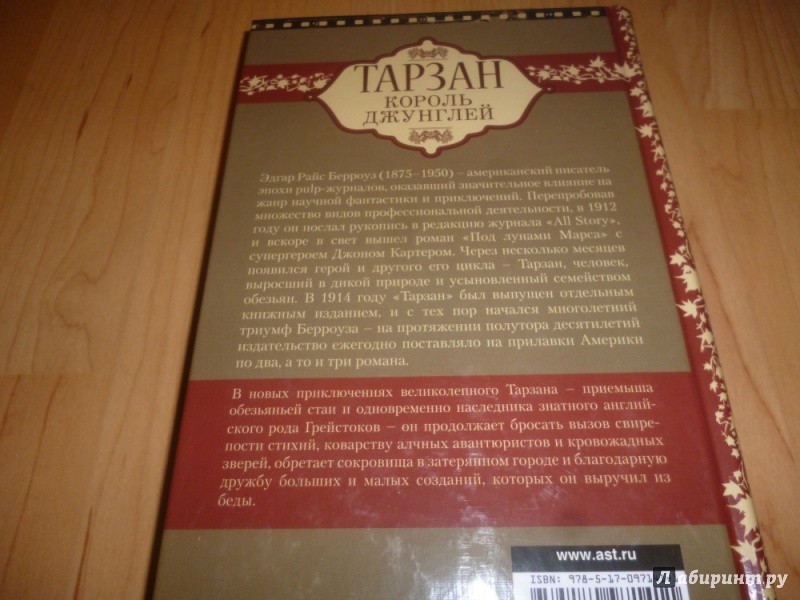 ТАРЗАН
КОРОЛЬ
ДЖУНГЛЕЙ
Эдгар Райс Берроуз (1875–1950) – американский писатель
эпохи pulp-журналов, оказавший значительное влияние на
жанр научной фантастики и приключений. Перепробовав
множество видов профессиональной деятельности, в 1912
году он послал рукопись в редакцию журнала «All Story»,
и вскоре в свет вышел роман «Под лунами Марса» с
супергероем Джоном Картером. Через несколько месяцев
появился герой и другого его цикла – Тарзан, человек,
выросший в дикой природе и усыновленный семейством
обезьян. В 1914 году «Тарзан» был выпущен отдельным
книжным изданием, и с тех пор начался многолетний
триумф Берроуза – на протяжении полутора десятилетий
издательство ежегодно поставляло на прилавки Америки
по два, а то и три романа.
В новых приключениях великолепного Тарзана – приемыша
обезьяньей стаи и одновременно наследника знатного англий-
ского рода Грейстоков – он продолжает бросать вызов свире-
пости стихий, коварству алчных авантюристов и кровожадных
зверей, обретает сокровища в затерянном городе и благодарную
дружбу больших и малых созданий, которых он выручил из
беды.
www.ast.ru
ISBN: 978-5-17-0971
Лабиринт.ру